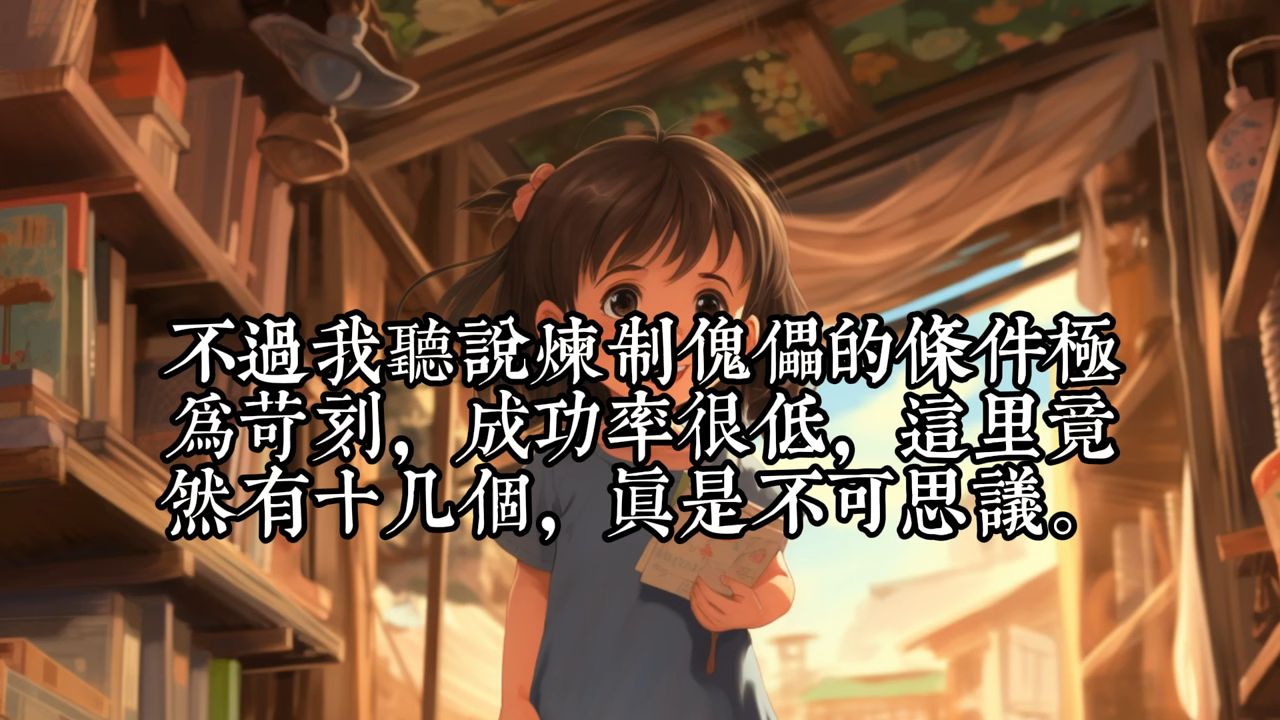 不過我聽說煉制傀儡的條件極
爲苛刻，成功率很低，這里竟
然有十几個，眞是不可思議。